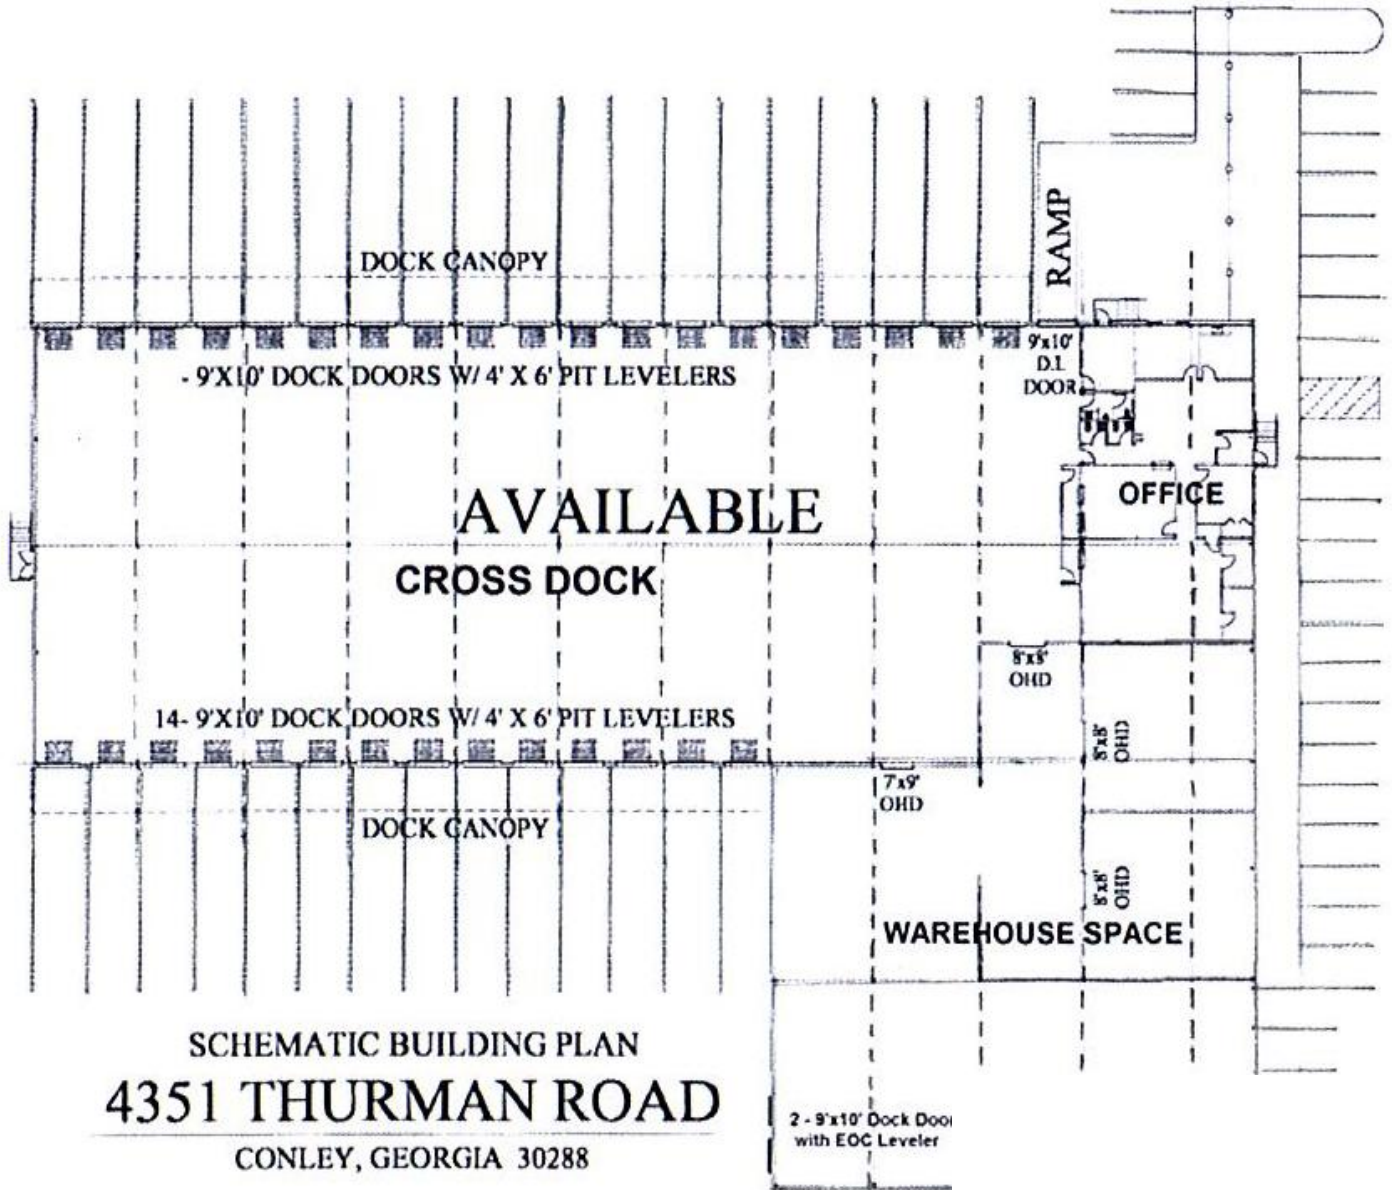 DOCK CANOPY
RAMP
- 9'X10' DOCK DOORS W/ 4' X 6' PIT LEVELERS
9'x10'
D.I.
DOOR
AVAILABLE
OFFICE
CROSS DOCK
8'x8'
OHD
14- 9'X10' DOCK DOORS W/ 4' X 6' PIT LEVELERS
8'x8'
OHD
7'x9'
OHD
DOCK CANOPY
8'x8'
OHD
WAREHOUSE SPACE
SCHEMATIC BUILDING PLAN
4351 THURMAN ROAD
CONLEY, GEORGIA 30288
2 - 9'x10' Dock Door
with EOC Leveler